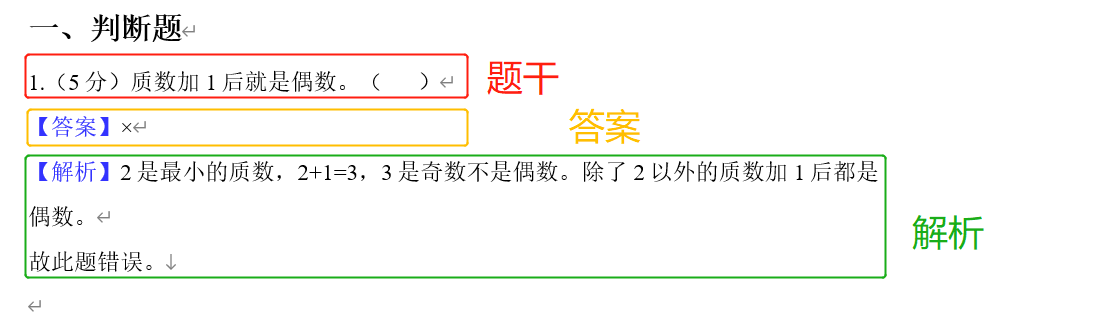 一、判断题↵
1.（5 分）质数加 1 后就是偶数。（　　）↵
题干
【答案】×↵
答案
【解析】2 是最小的质数，2+1=3，3 是奇数不是偶数。除了 2 以外的质数加 1 后都是
偶数。↵
解析
故此题错误。↓
↵